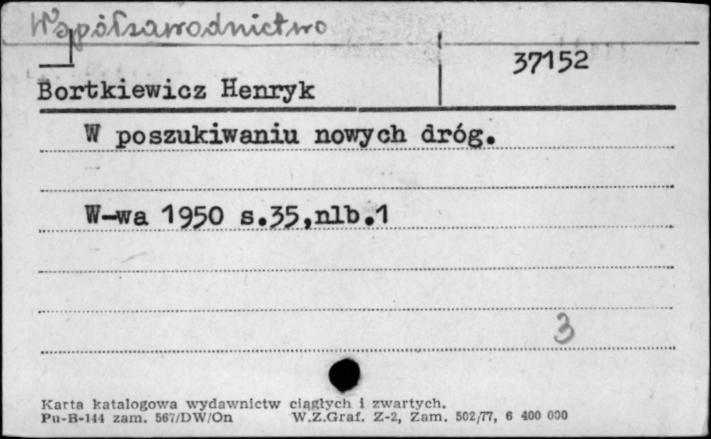 Współzawodnictwo
37152
Bortkiewicz Henryk
W poszukiwaniu nowych dróg.
W-wa 1950 s.35,nlb.1
3
Karta katalogowa wydawnictw ciągłych i zwartych.
Pu-B-144 zam. 567/DW/On W.Z.Graf. Z-2, Zam. 502/77, 6 400 000